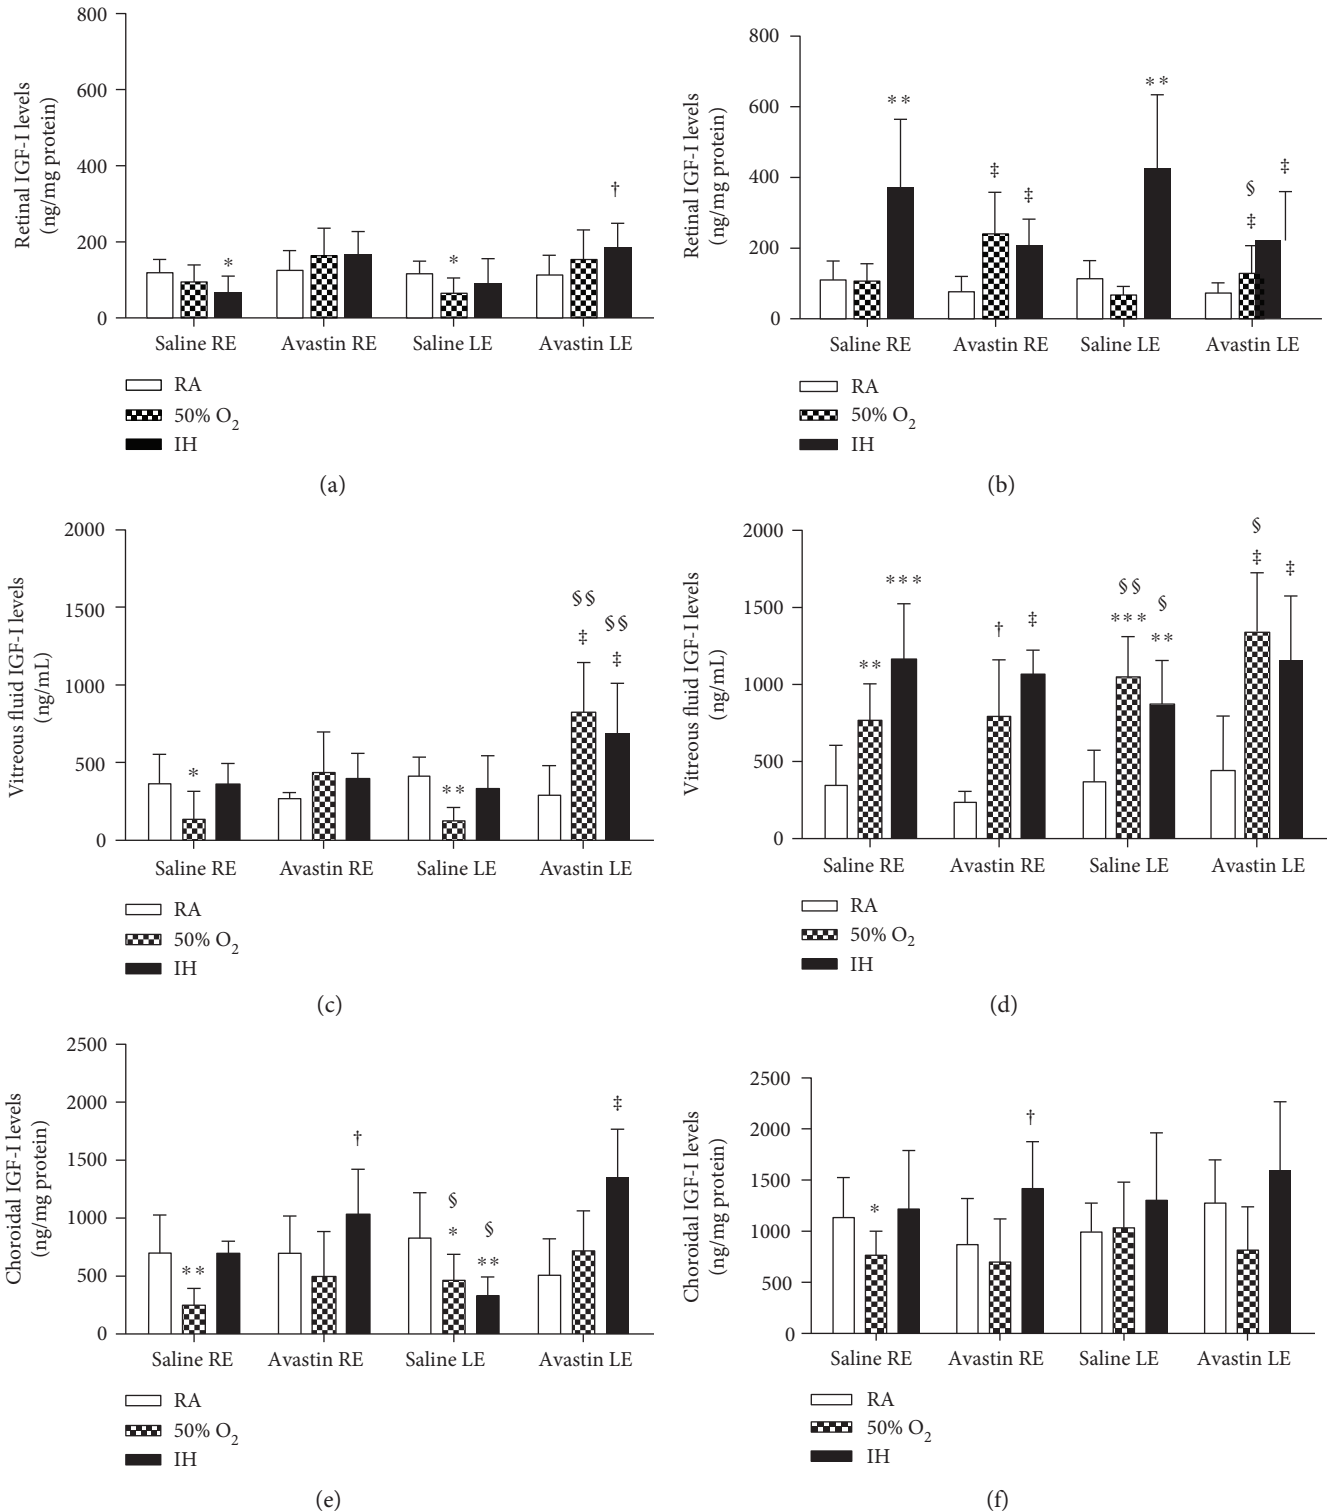 800
600
400
200
0
Retinal IGF-I levels
(ng/mg protein)
*
*
†
Saline RE Avastin RE Saline LE Avastin LE
RA
50% O2
IH
(a)
800
600
400
200
0
Retinal IGF-I levels
(ng/mg protein)
**
‡
‡
**
§
‡
‡
Saline RE Avastin RE Saline LE Avastin LE
RA
50% O2
IH
(b)
2000
1500
1000
500
0
Vitreous fluid IGF-I levels
(ng/mL)
*
**
§§
‡
§§
‡
Saline RE Avastin RE Saline LE Avastin LE
RA
50% O2
IH
(c)
2000
1500
1000
500
0
Vitreous fluid IGF-I levels
(ng/mL)
**
***
†
‡
§§
***
§
**
§
‡
‡
Saline RE Avastin RE Saline LE Avastin LE
RA
50% O2
IH
(d)
2500
2000
1500
1000
500
0
Choroidal IGF-I levels
(ng/mg protein)
**
†
§
*
§
**
‡
Saline RE Avastin RE Saline LE Avastin LE
RA
50% O2
IH
(e)
2500
2000
1500
1000
500
0
Choroidal IGF-I levels
(ng/mg protein)
*
†
Saline RE Avastin RE Saline LE Avastin LE
RA
50% O2
IH
(f)